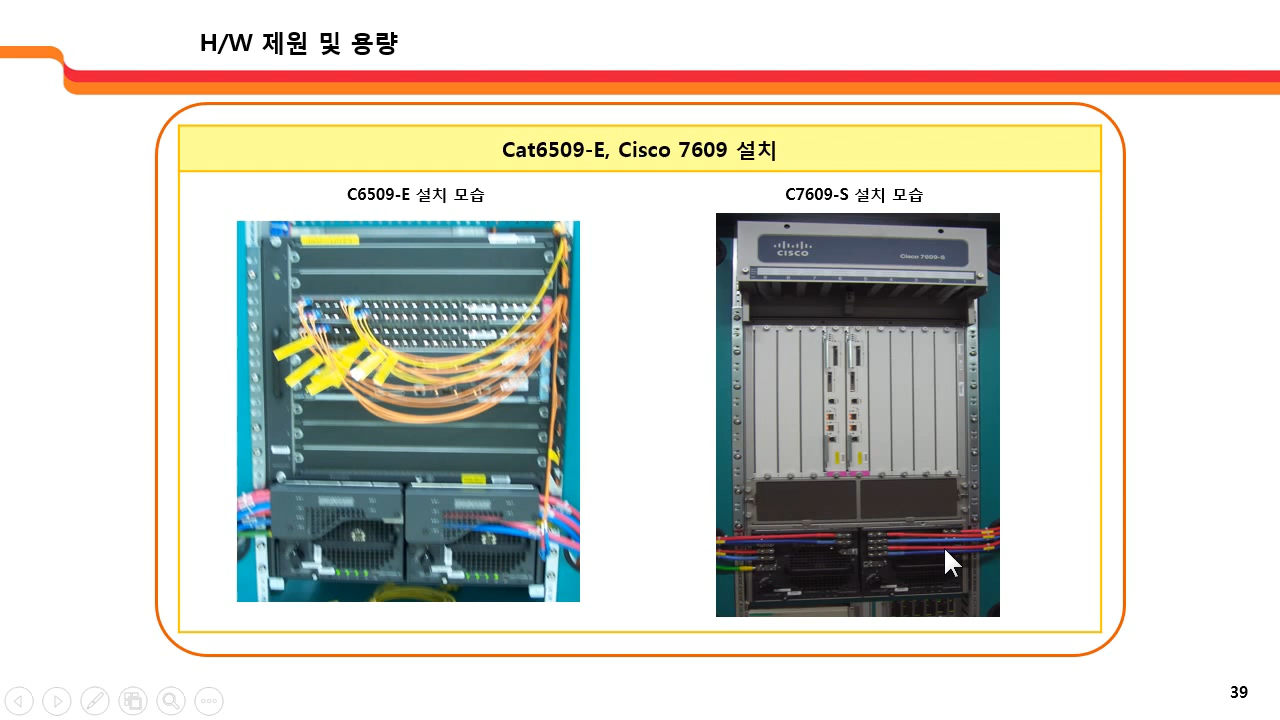 H/W 제원 및 용량
Cat6509-E, Cisco 7609 설치
C6509-E 설치 모습
C7609-S 설치 모습
CISCO
Cisco 7609-S
39